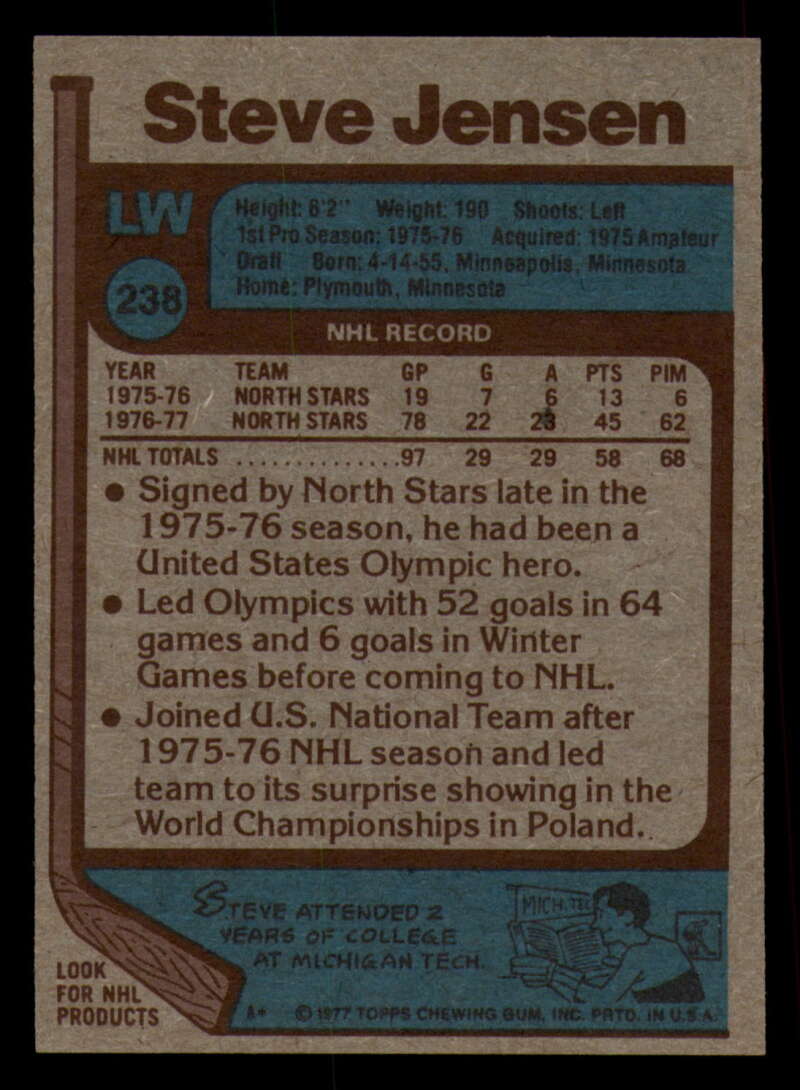 Steve Jensen
LW
Height: 6'2" Weight: 190 Shoots: Left
1st Pro Season: 1975-76 Acquired: 1975 Amateur
Draft Born: 4-14-55, Minneapolis, Minnesota
Home: Plymouth, Minnesota
238
NHL RECORD
YEAR TEAM GP G A PTS PIM
1975-76 NORTH STARS 19 7 6 13 6
1976-77 NORTH STARS 78 22 23 45 62
NHL TOTALS ..............97 29 29 58 68
● Signed by North Stars late in the
1975-76 season, he had been a
United States Olympic hero.
● Led Olympics with 52 goals in 64
games and 6 goals in Winter
Games before coming to NHL.
● Joined U.S. National Team after
1975-76 NHL season and led
team to its surprise showing in the
World Championships in Poland.
STEVE ATTENDED 2
YEARS OF COLLEGE
AT MICHIGAN TECH.
MICH. TEC
LOOK
FOR NHL
PRODUCTS
A* © 1977 TOPPS CHEWING GUM, INC. PRTD. IN U.S.A.